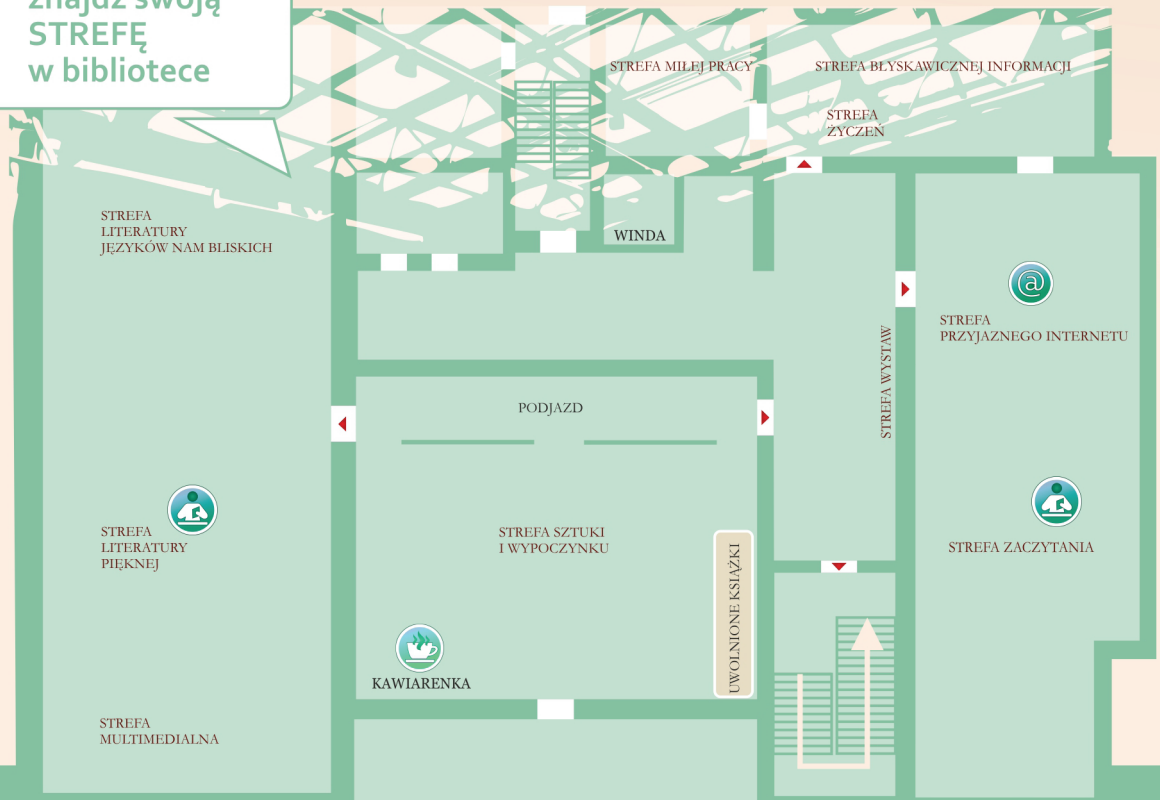 znajdź swoją
STREFĘ
w bibliotece
STREFA MIŁEJ PRACY
STREFA BŁYSKAWICZNEJ INFORMACJI
STREFA
ŻYCZEŃ
STREFA
LITERATURY
JĘZYKÓW NAM BLISKICH
WINDA
@
STREFA
PRZYJAZNEGO INTERNETU
STREFA WYSTAW
PODJAZD
STREFA
LITERATURY
PIĘKNEJ
STREFA SZTUKI
I WYPOCZYNKU
UWOLNIONE KSIĄŻKI
STREFA ZACZYTANIA
KAWIARENKA
STREFA
MULTIMEDIALNA